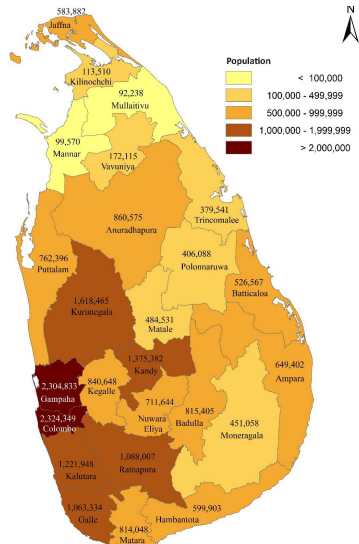 583,882
Jaffna
N
113,510
Kilinochchi
Population
< 100,000
100,000 - 499,999
500,000 - 999,999
1,000,000 - 1,999,999
> 2,000,000
92,238
Mullaitivu
99,570
Mannar
172,115
Vavuniya
379,541
Trincomalee
860,575
Anuradhapura
406,088
Polonnaruwa
762,396
Puttalam
526,567
Batticaloa
1,618,465
Kurunegala
484,531
Matale
1,375,382
Kandy
649,402
Ampara
2,304,833
Gampaha
840,648
Kegalle
711,644
Nuwara
Eliya
815,405
Badulla
2,324,349
Colombo
451,058
Moneragala
1,221,948
Kalutara
1,088,007
Ratnapura
1,063,334
Galle
599,903
Hambantota
814,048
Matara